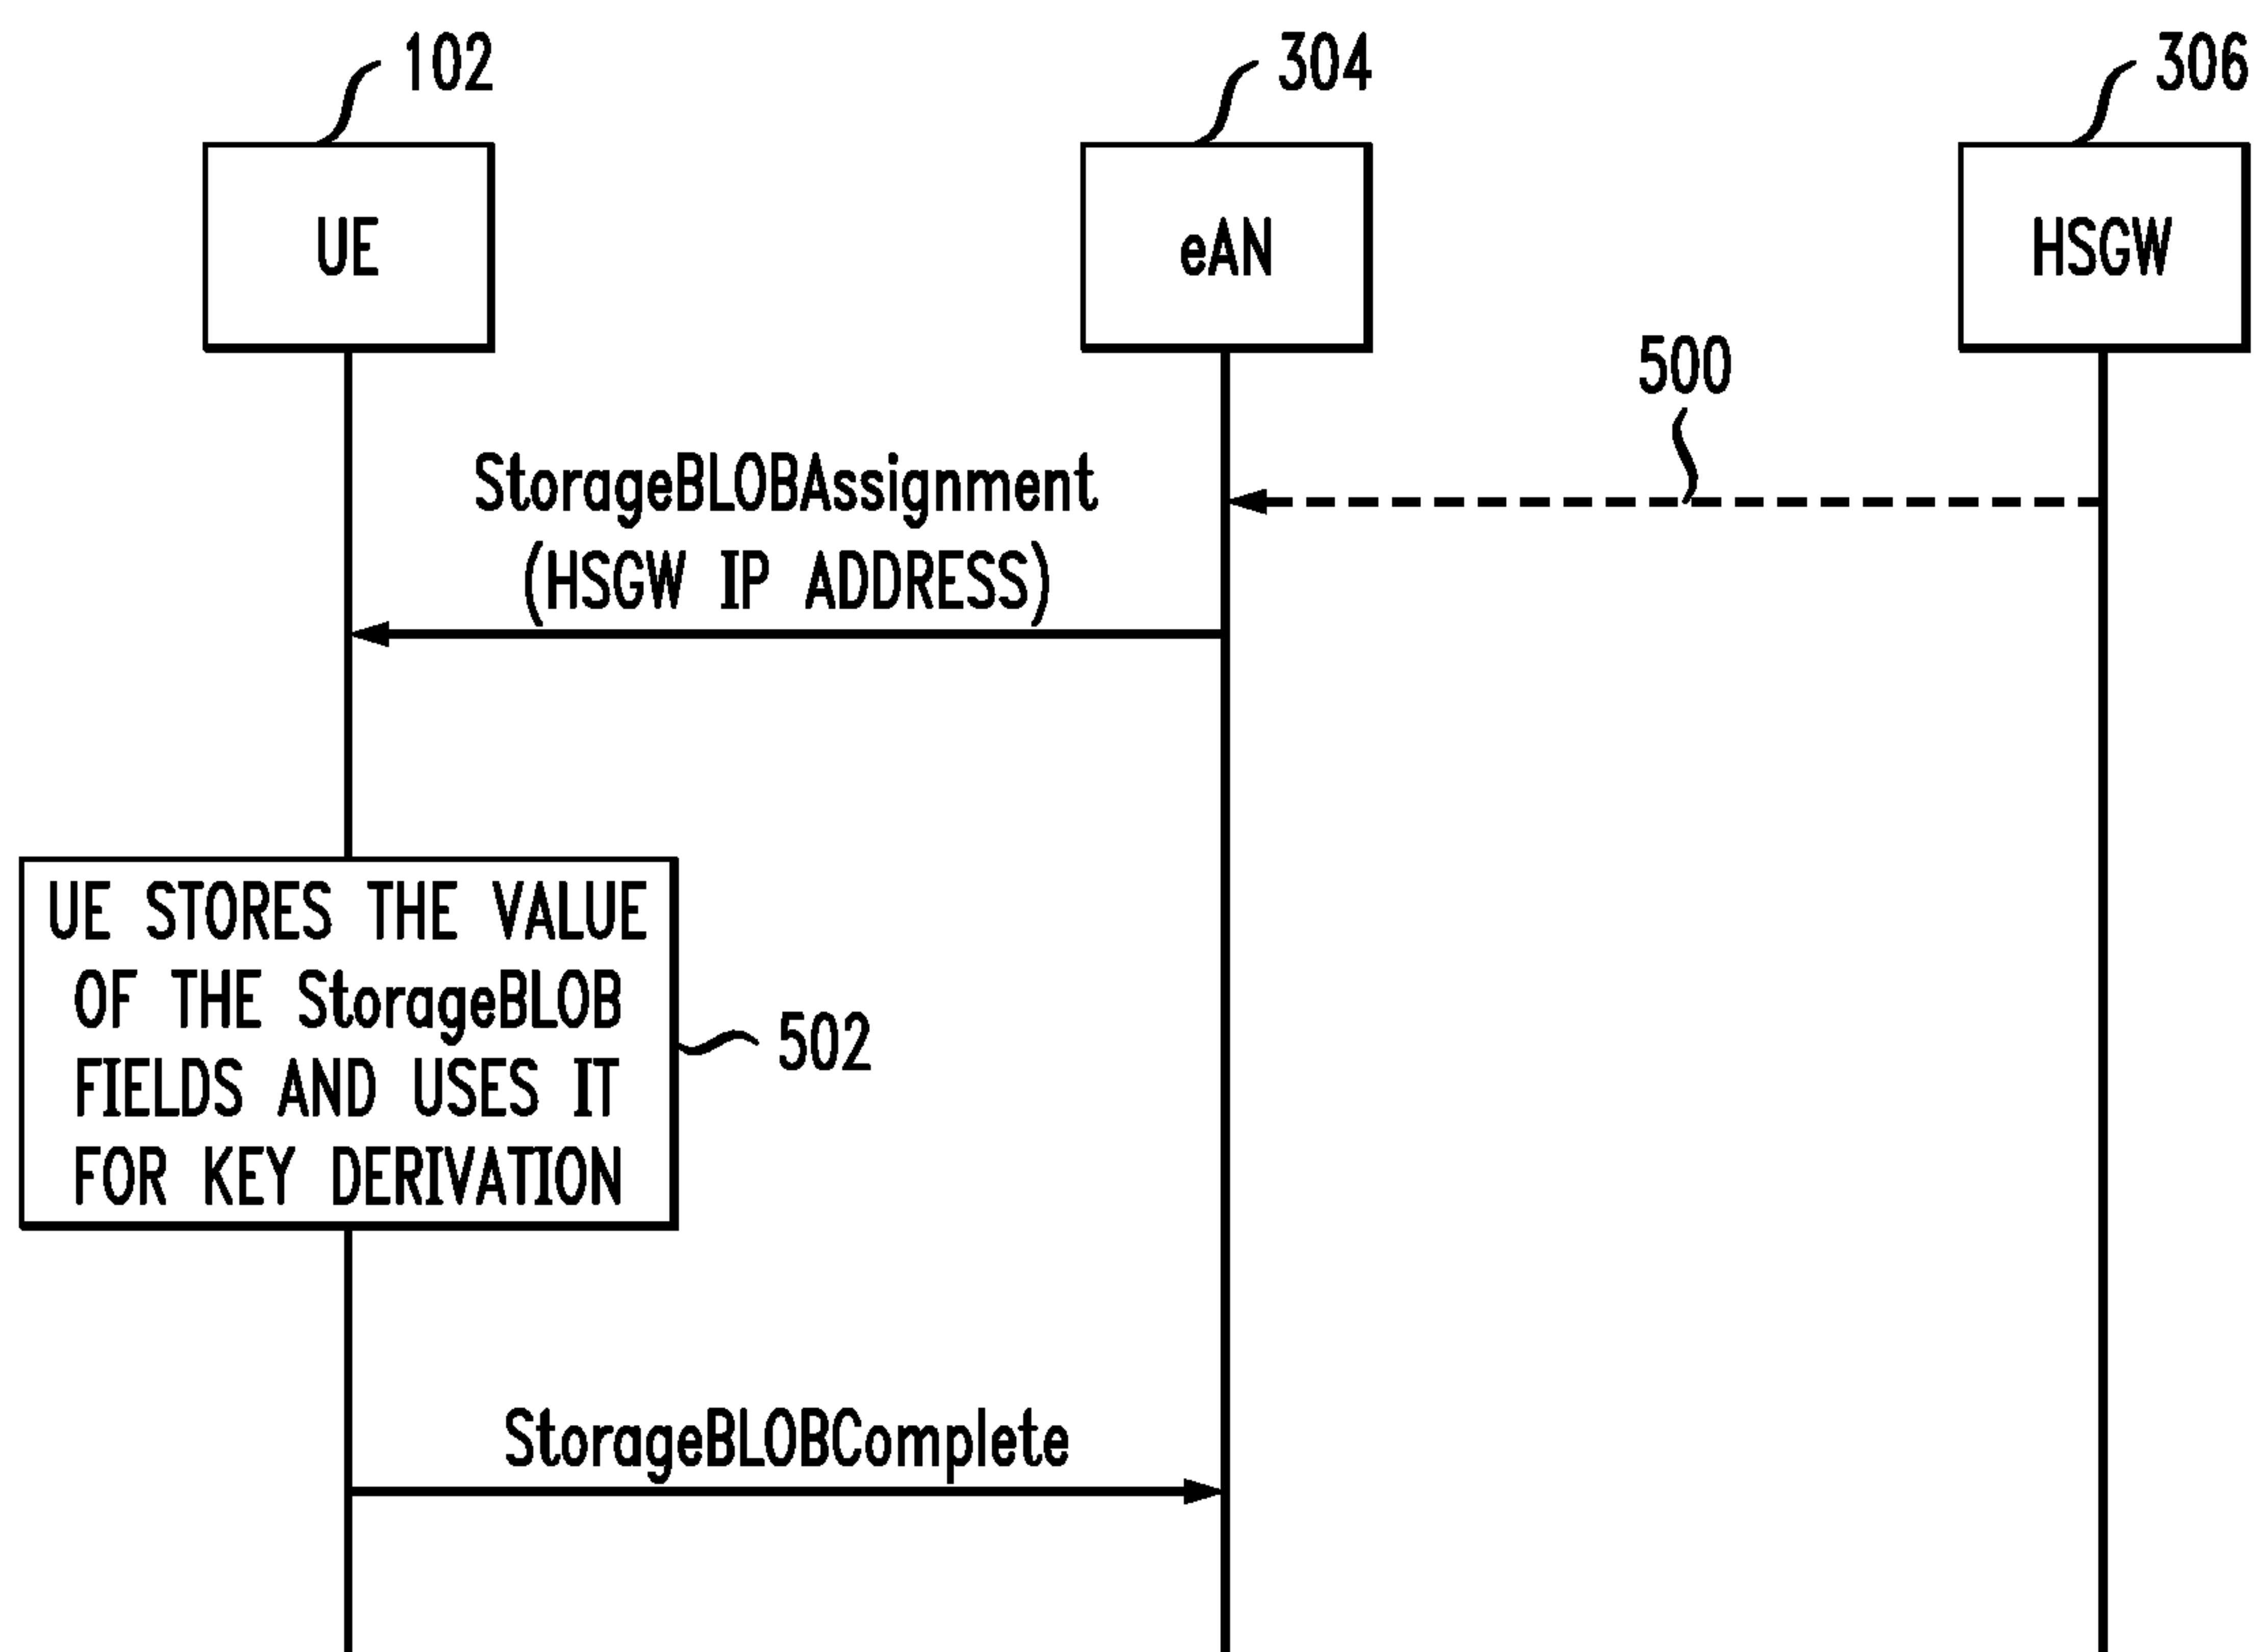 102
304
306
UE
eAN
HSGW
500
StorageBLOBAssignment
(HSGW IP ADDRESS)
UE STORES THE VALUE
OF THE StorageBLOB
FIELDS AND USES IT
FOR KEY DERIVATION
502
StorageBLOBComplete